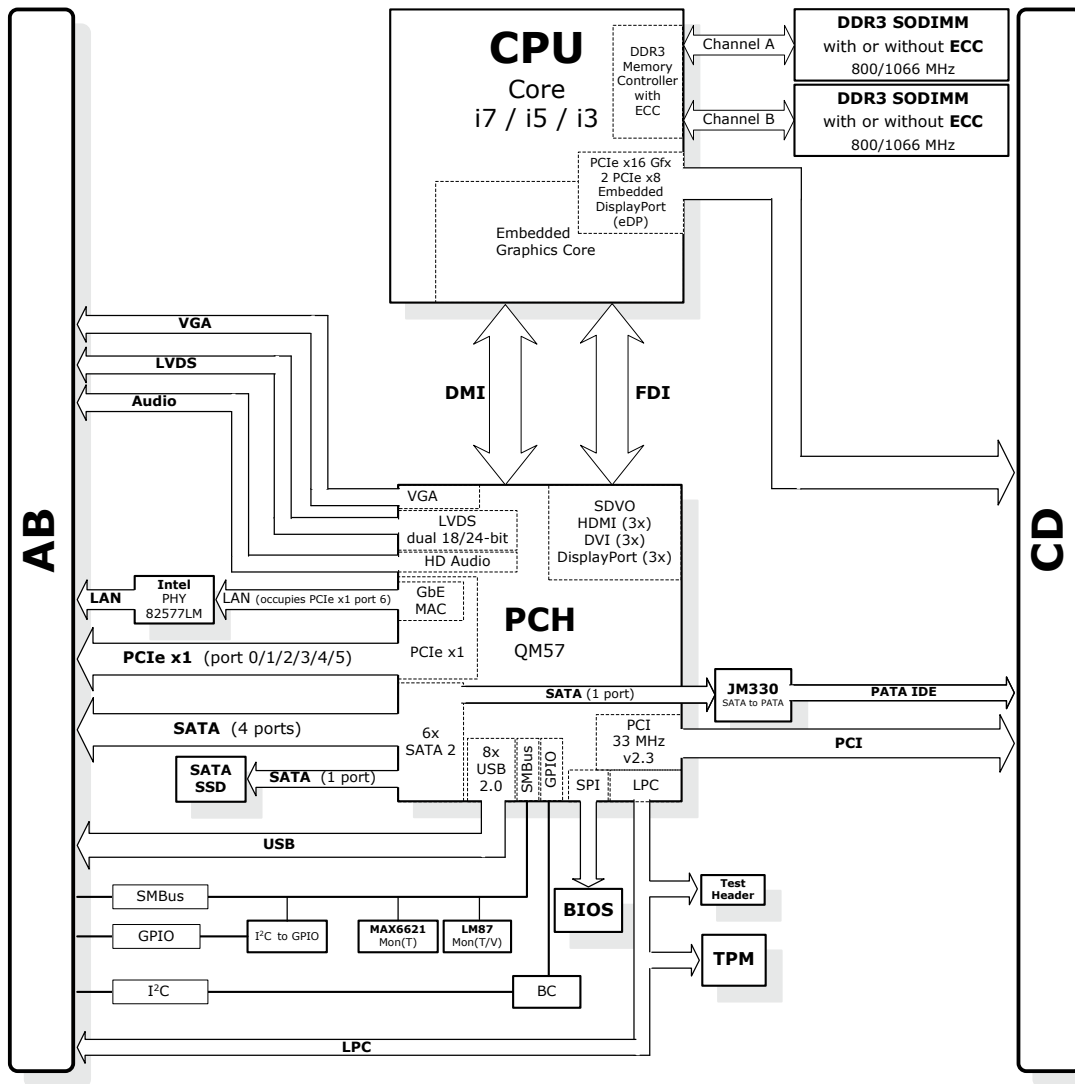 AB
CD
CPU
Core
i7 / i5 / i3
DDR3
Memory
Controller
with
ECC
Channel A
Channel B
DDR3 SODIMM
with or without ECC
800/1066 MHz
DDR3 SODIMM
with or without ECC
800/1066 MHz
PCIe x16 Gfx
2 PCIe x8
Embedded
DisplayPort
(eDP)
Embedded
Graphics Core
VGA
LVDS
Audio
DMI
FDI
VGA
LVDS
dual 18/24-bit
HD Audio
SDVO
HDMI (3x)
DVI (3x)
DisplayPort (3x)
LAN
Intel
PHY
82577LM
LAN (occupies PCIe x1 port 6)
GbE
MAC
PCH
QM57
PCIe x1 (port 0/1/2/3/4/5)
PCIe x1
SATA (1 port)
JM330
SATA to PATA
PATA IDE
SATA (4 ports)
6x
SATA 2
PCI
33 MHz
v2.3
PCI
SATA
SSD
SATA (1 port)
8x
USB
2.0
SMBus
GPIO
SPI
LPC
USB
SMBus
GPIO
I²C to GPIO
MAX6621
Mon(T)
LM87
Mon(T/V)
BIOS
Test
Header
TPM
I²C
BC
LPC